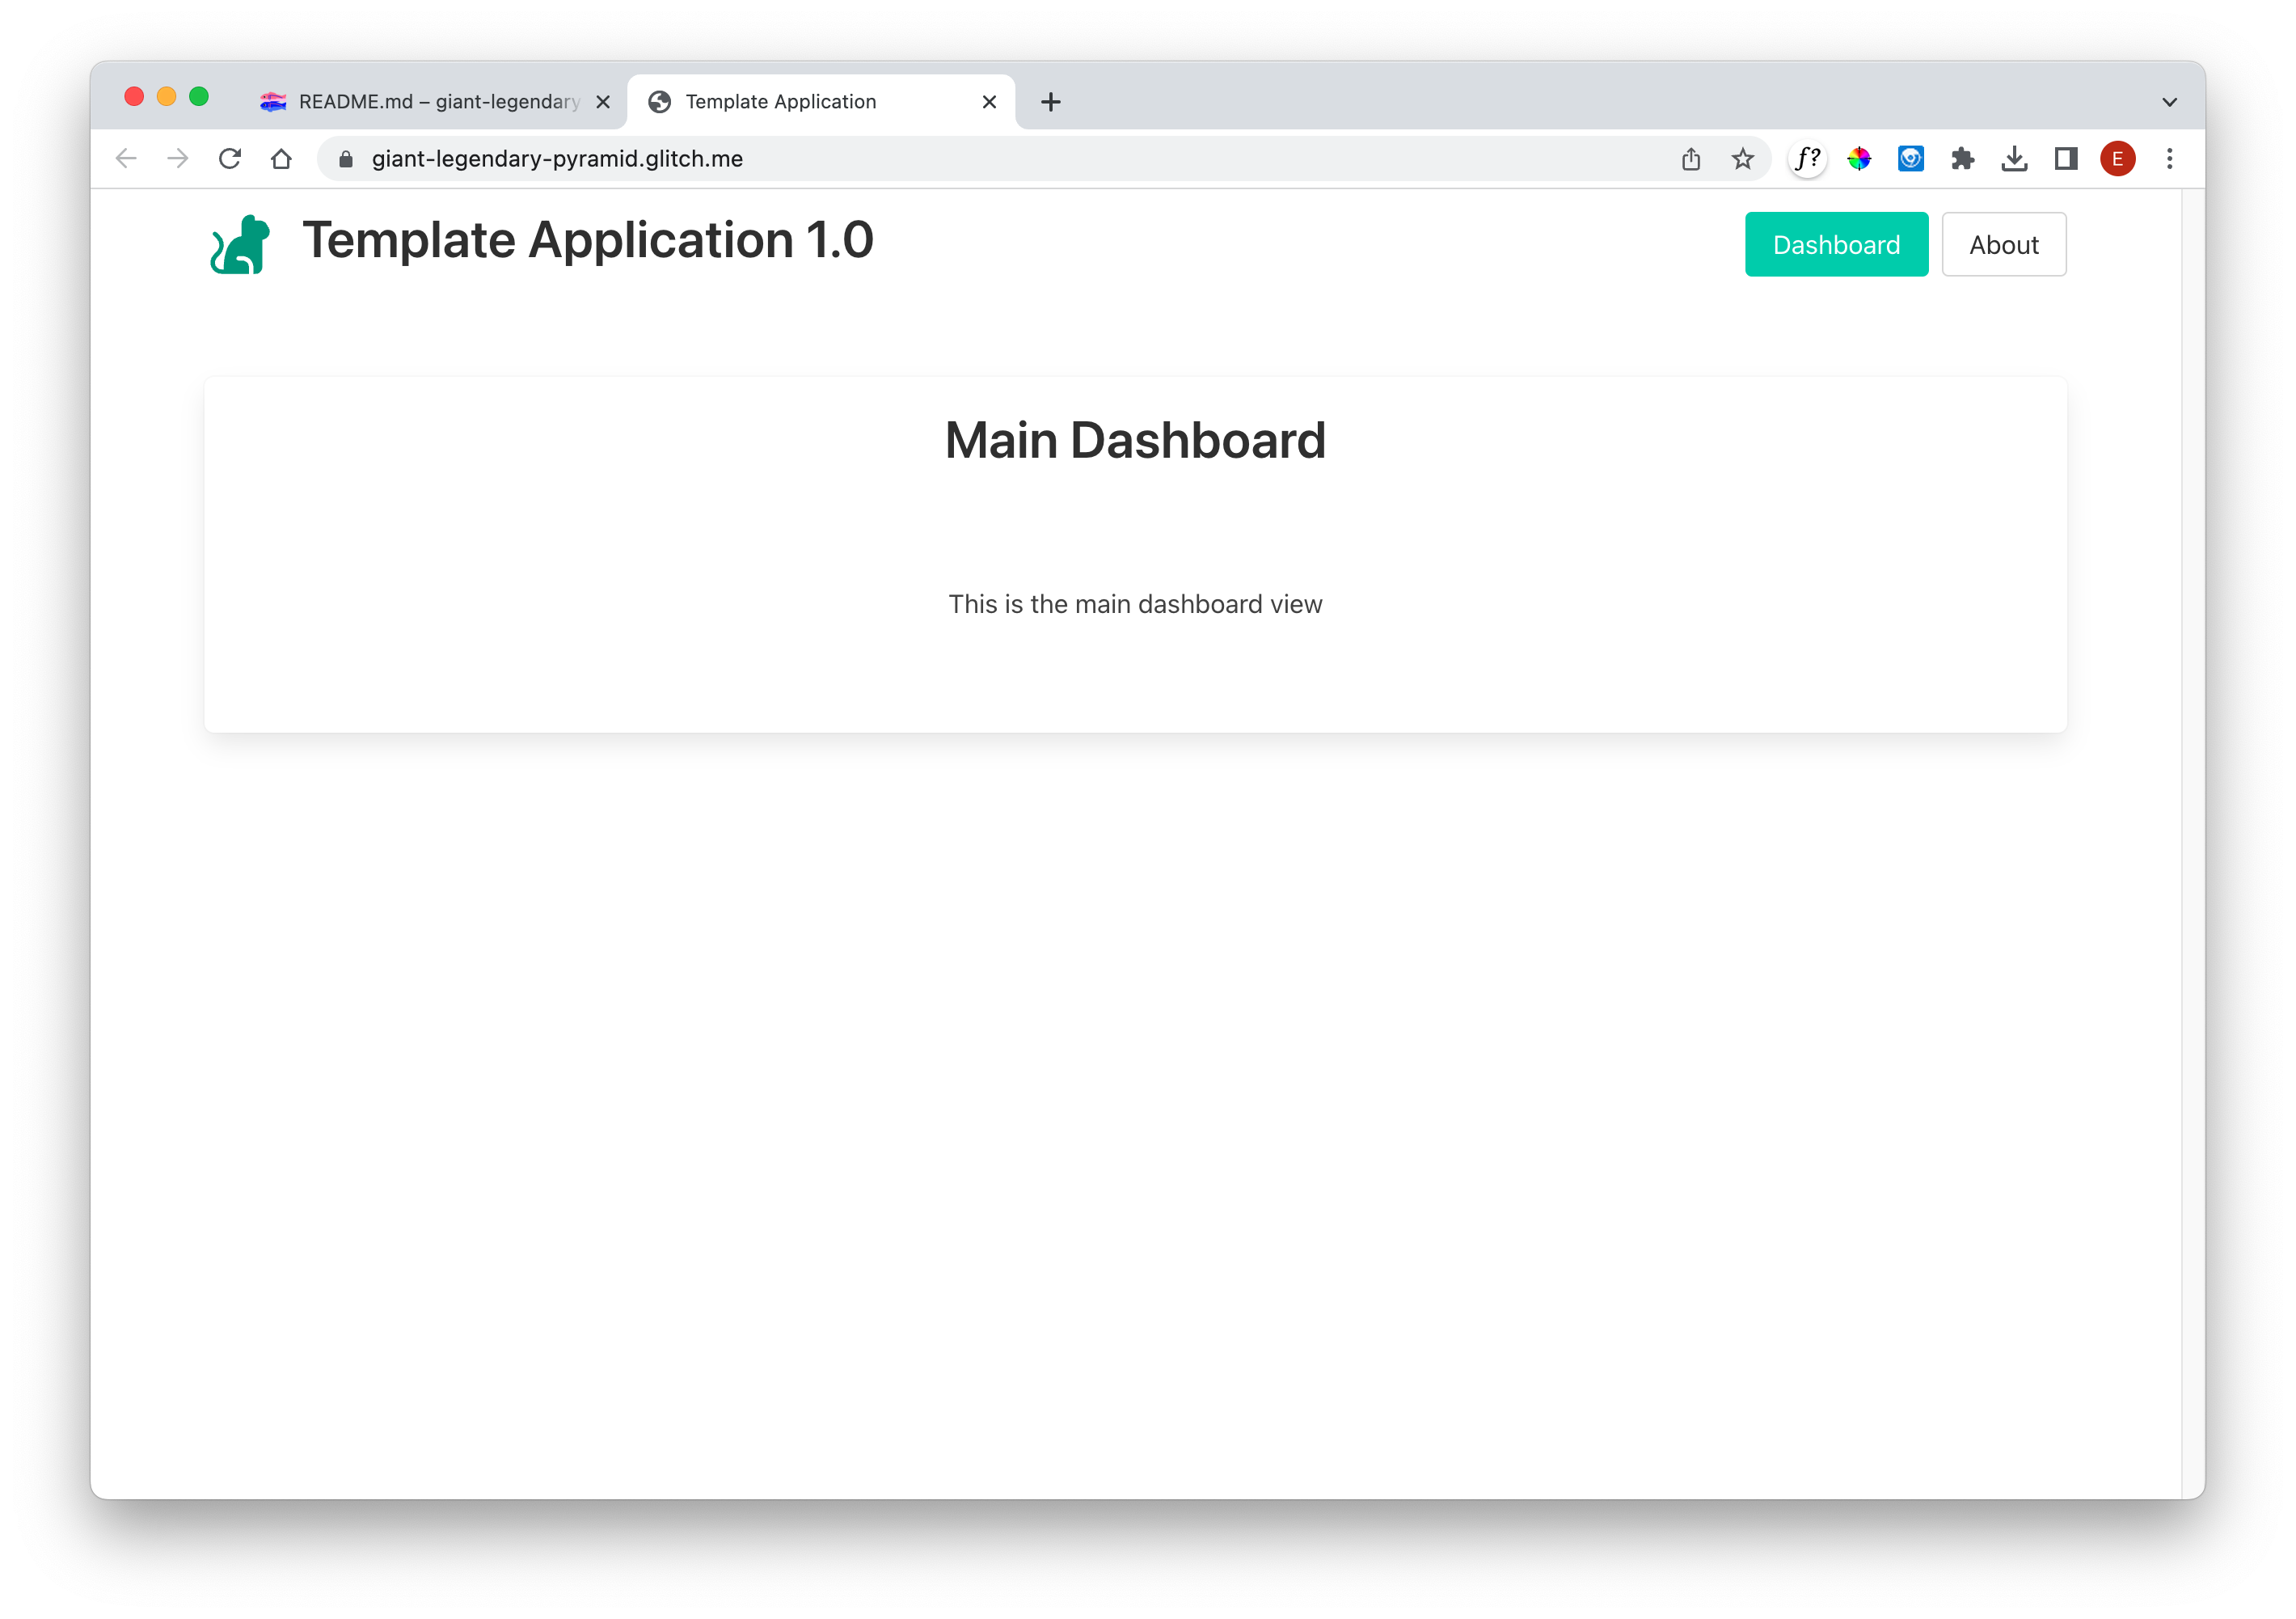 README.md – giant-legendary
Template Application
giant-legendary-pyramid.glitch.me
f?
E
Template Application 1.0
Dashboard
About
Main Dashboard
This is the main dashboard view